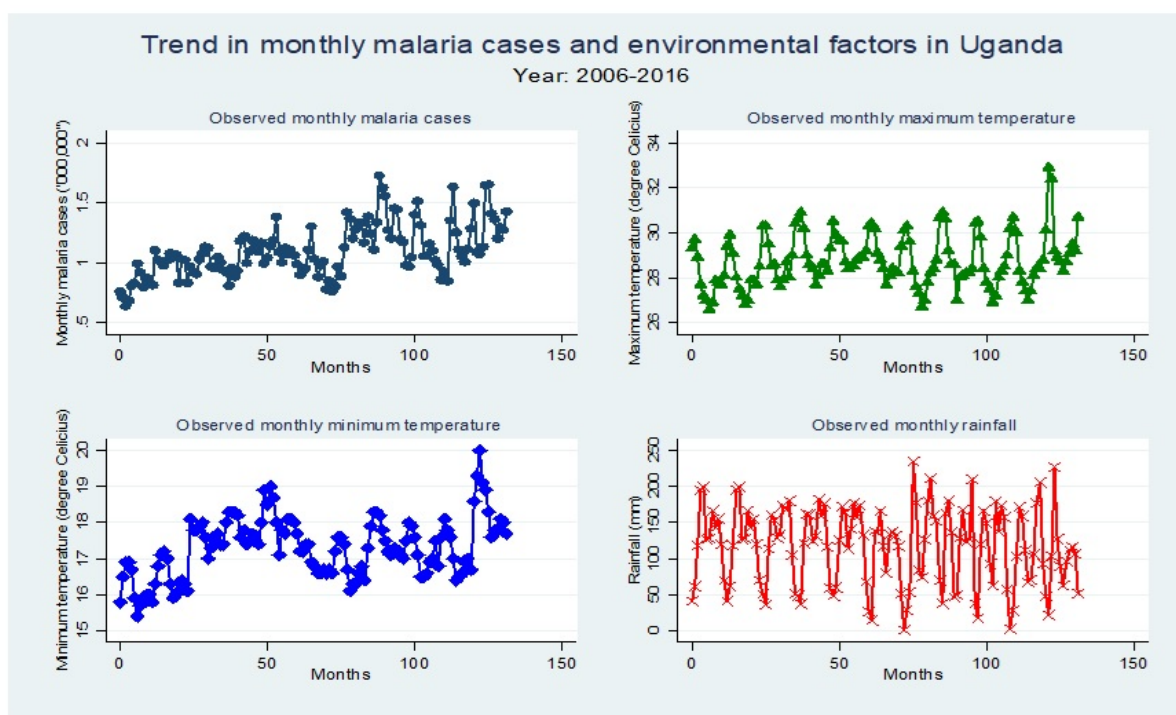 Trend in monthly malaria cases and environmental factors in Uganda
Year: 2006-2016
Observed monthly malaria cases
Monthly malaria cases ('000,000")
2
1.5
1
.5
0 50 100 150
Months
Observed monthly maximum temperature
Maximum temperature (degree Celicius)
34
32
30
28
26
0 50 100 150
Months
Observed monthly minimum temperature
Minimum temperature (degree Celicius)
20
19
18
17
16
15
0 50 100 150
Months
Observed monthly rainfall
Rainfall (mm)
250
200
150
100
50
0
0 50 100 150
Months